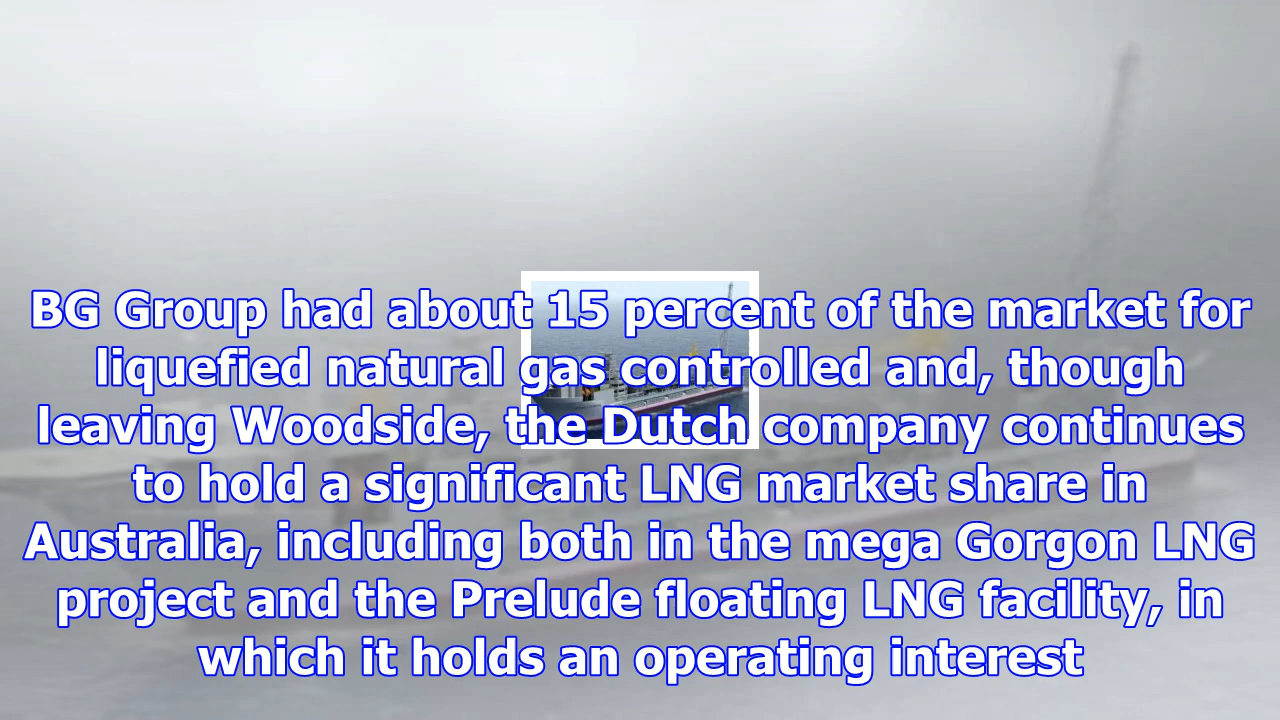 BG Group had about 15 percent of the market for
liquefied natural gas controlled and, though
leaving Woodside, the Dutch company continues
to hold a significant LNG market share in
Australia, including both in the mega Gorgon LNG
project and the Prelude floating LNG facility, in
which it holds an operating interest